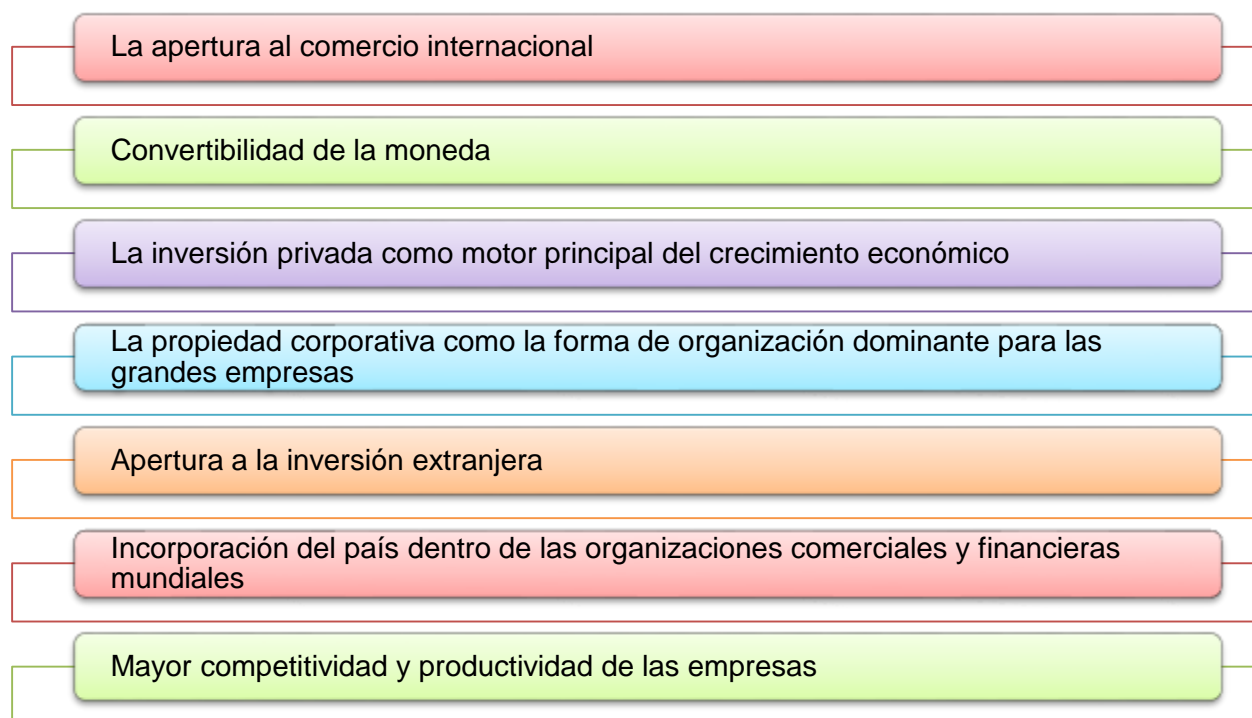 La apertura al comercio internacional
Convertibilidad de la moneda
La inversión privada como motor principal del crecimiento económico
La propiedad corporativa como la forma de organización dominante para las
grandes empresas
Apertura a la inversión extranjera
Incorporación del país dentro de las organizaciones comerciales y financieras
mundiales
Mayor competitividad y productividad de las empresas